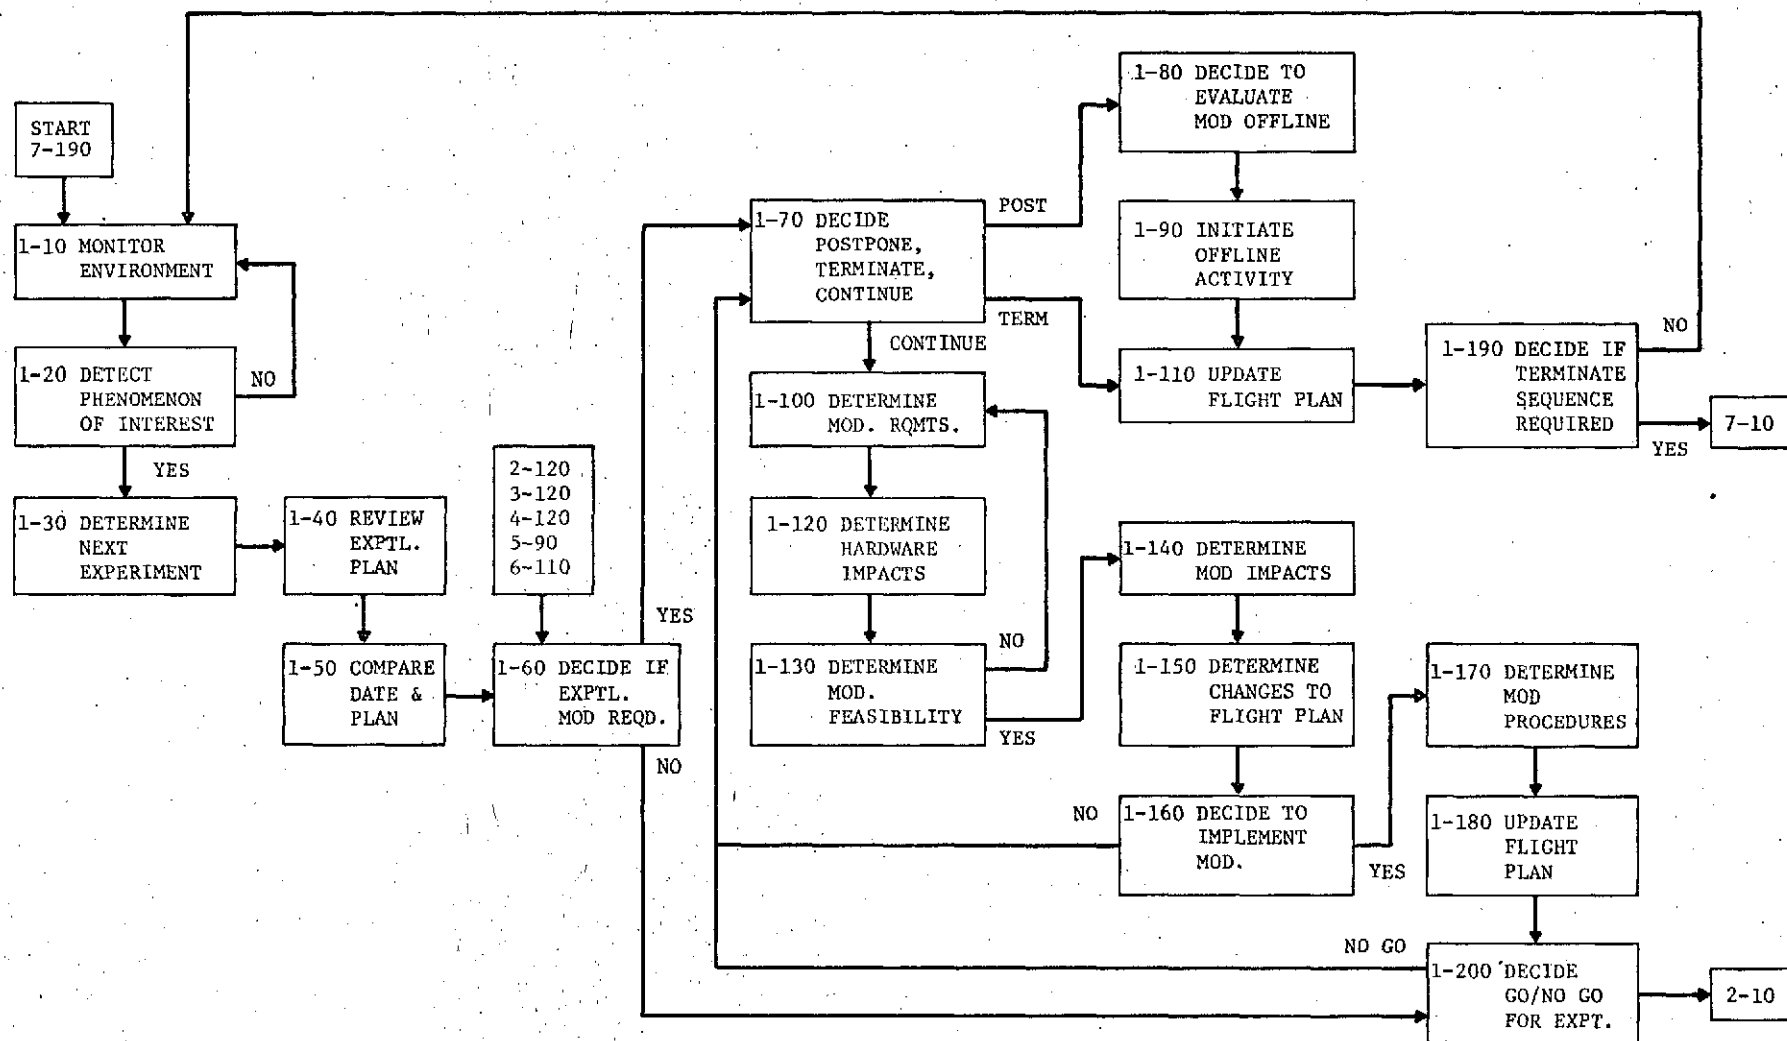 START
7-190
1-10 MONITOR
ENVIRONMENT
1-20 DETECT
PHENOMENON
OF INTEREST
NO
YES
1-30 DETERMINE
NEXT
EXPERIMENT
1-40 REVIEW
EXPTL.
PLAN
1-50 COMPARE
DATE &
PLAN
2-120
3-120
4-120
5-90
6-110
1-60 DECIDE IF
EXPTL.
MOD REQD.
YES
NO
1-70 DECIDE
POSTPONE,
TERMINATE,
CONTINUE
POST
TERM
CONTINUE
1-80 DECIDE TO
EVALUATE
MOD OFFLINE
1-90 INITIATE
OFFLINE
ACTIVITY
1-100 DETERMINE
MOD. RQMTS.
1-110 UPDATE
FLIGHT PLAN
1-190 DECIDE IF
TERMINATE
SEQUENCE
REQUIRED
NO
YES
7-10
1-120 DETERMINE
HARDWARE
IMPACTS
1-130 DETERMINE
MOD.
FEASIBILITY
NO
YES
1-140 DETERMINE
MOD IMPACTS
1-150 DETERMINE
CHANGES TO
FLIGHT PLAN
1-160 DECIDE TO
IMPLEMENT
MOD.
NO
YES
1-170 DETERMINE
MOD
PROCEDURES
1-180 UPDATE
FLIGHT
PLAN
NO GO
1-200 DECIDE
GO/NO GO
FOR EXPT.
2-10